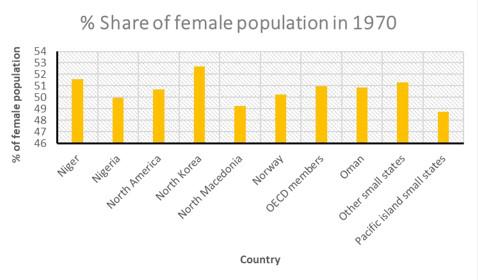 % Share of female population in 1970
% of female population
54
53
52
51
50
49
48
47
46
Niger
Nigeria
North America
North Korea
North Macedonia
Norway
OECD members
Oman
Other small states
Pacific island small states
Country